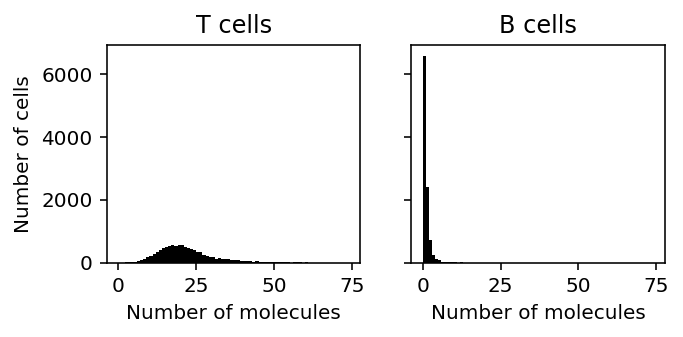 T cells
B cells
Number of cells
6000
4000
2000
0
0 25 50 75
0 25 50 75
Number of molecules
Number of molecules